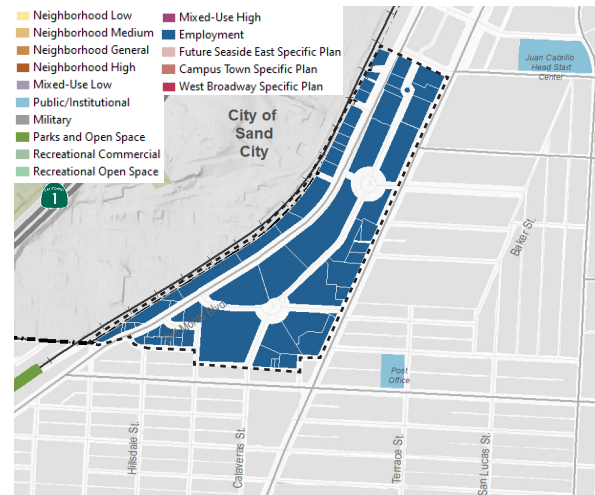 Neighborhood Low
Neighborhood Medium
Neighborhood General
Neighborhood High
Mixed-Use Low
Public/Institutional
Military
Parks and Open Space
Recreational Commercial
Recreational Open Space
Mixed-Use High
Employment
Future Seaside East Specific Plan
Campus Town Specific Plan
West Broadway Specific Plan
Juan Cabrillo
Head Start
Center
City of
Sand
City
1
Baker St.
Post
Office
Hillsdale St.
Calaveras St.
Terrace St.
San Lucas St.